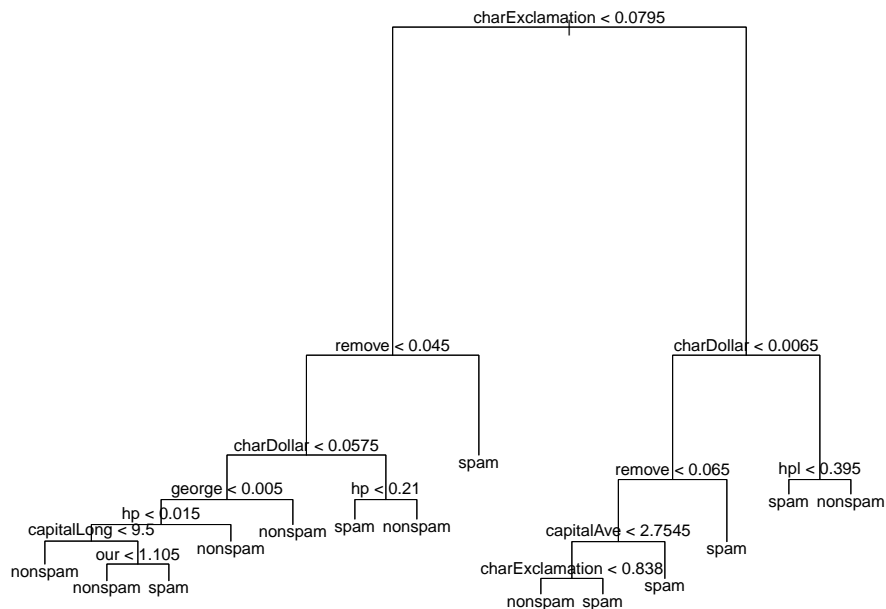 charExclamation < 0.0795
remove < 0.045
charDollar < 0.0065
charDollar < 0.0575
spam
remove < 0.065
hpl < 0.395
george < 0.005
hp < 0.21
spam
nonspam
hp < 0.015
nonspam
spam
nonspam
capitalLong < 9.5
nonspam
capitalAve < 2.7545
spam
our < 1.105
nonspam
charExclamation < 0.838
spam
nonspam
spam
nonspam
spam